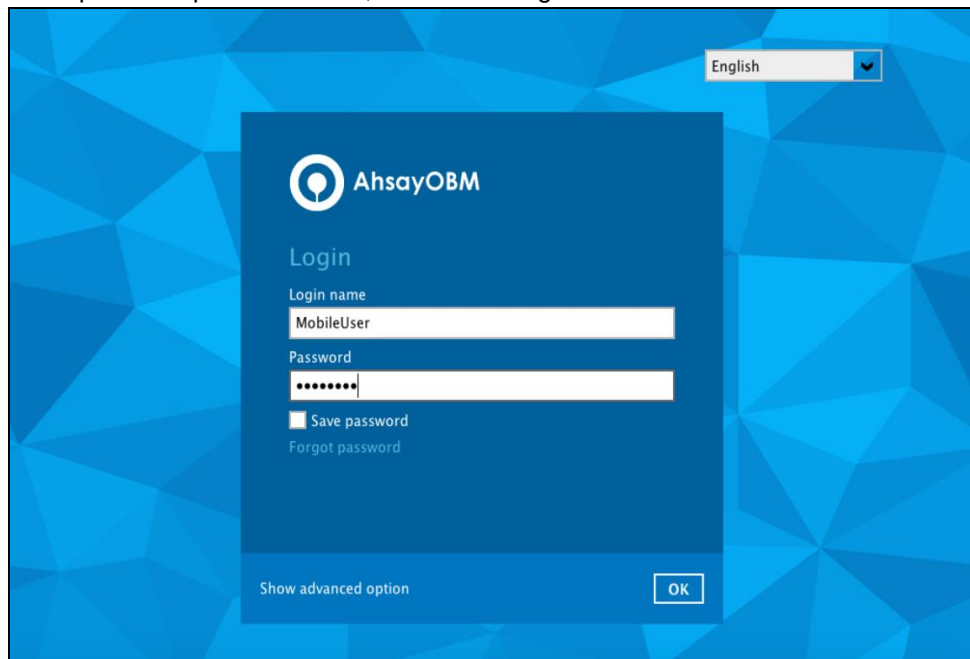 English
AhsayOBM
Login
Login name
MobileUser
Password
••••••••
Save password
Forgot password
Show advanced option
OK